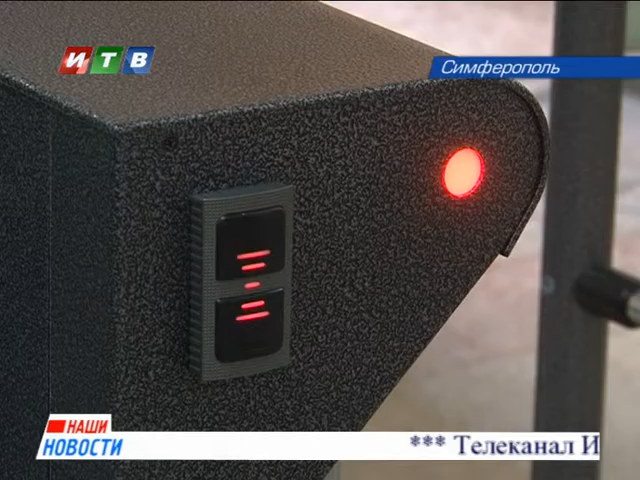 ИТВ
Симферополь
НАШИ
НОВОСТИ
*** Телеканал И